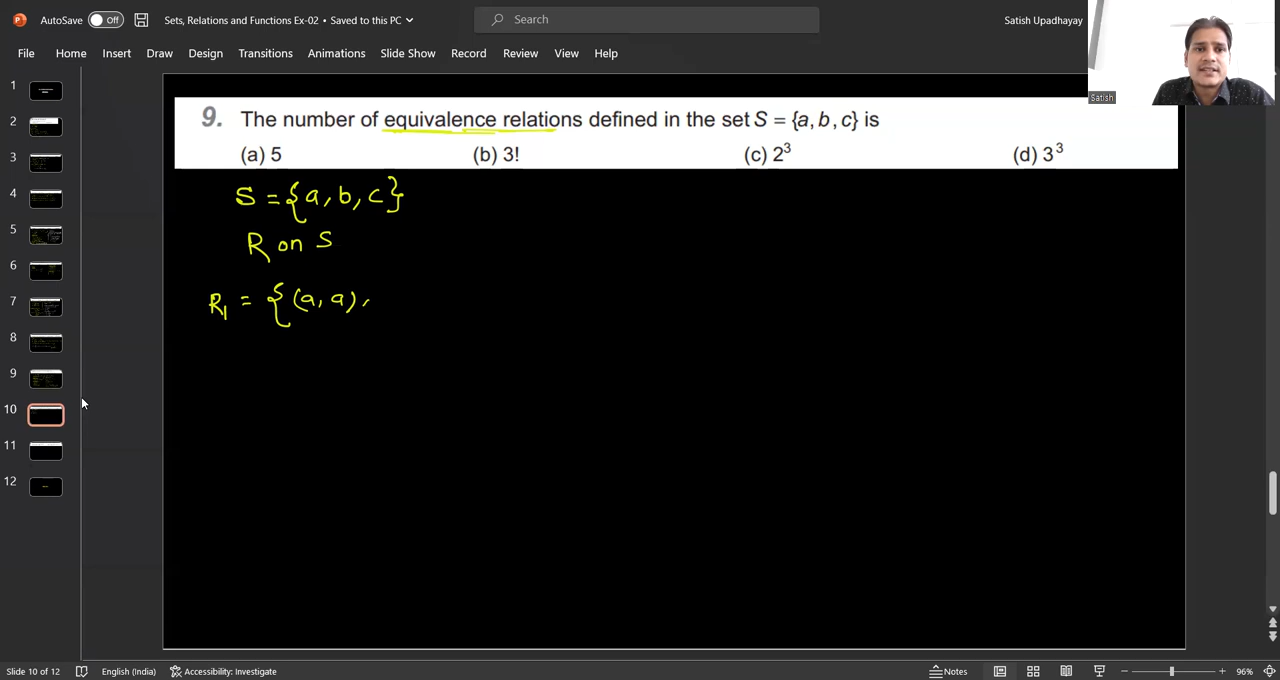 AutoSave Off Sets, Relations and Functions Ex-02 • Saved to this PC Search Satish Upadhayay
File Home Insert Draw Design Transitions Animations Slide Show Record Review View Help
Satish
1
2
3
4
5
6
7
8
9
10
11
12
9. The number of equivalence relations defined in the set S = {a, b, c} is
(a) 5 (b) 3! (c) 2³ (d) 3³
S = {a, b, c}
R on S
R₁ = {(a, a),
Slide 10 of 12 English (India) Accessibility: Investigate Notes 96%